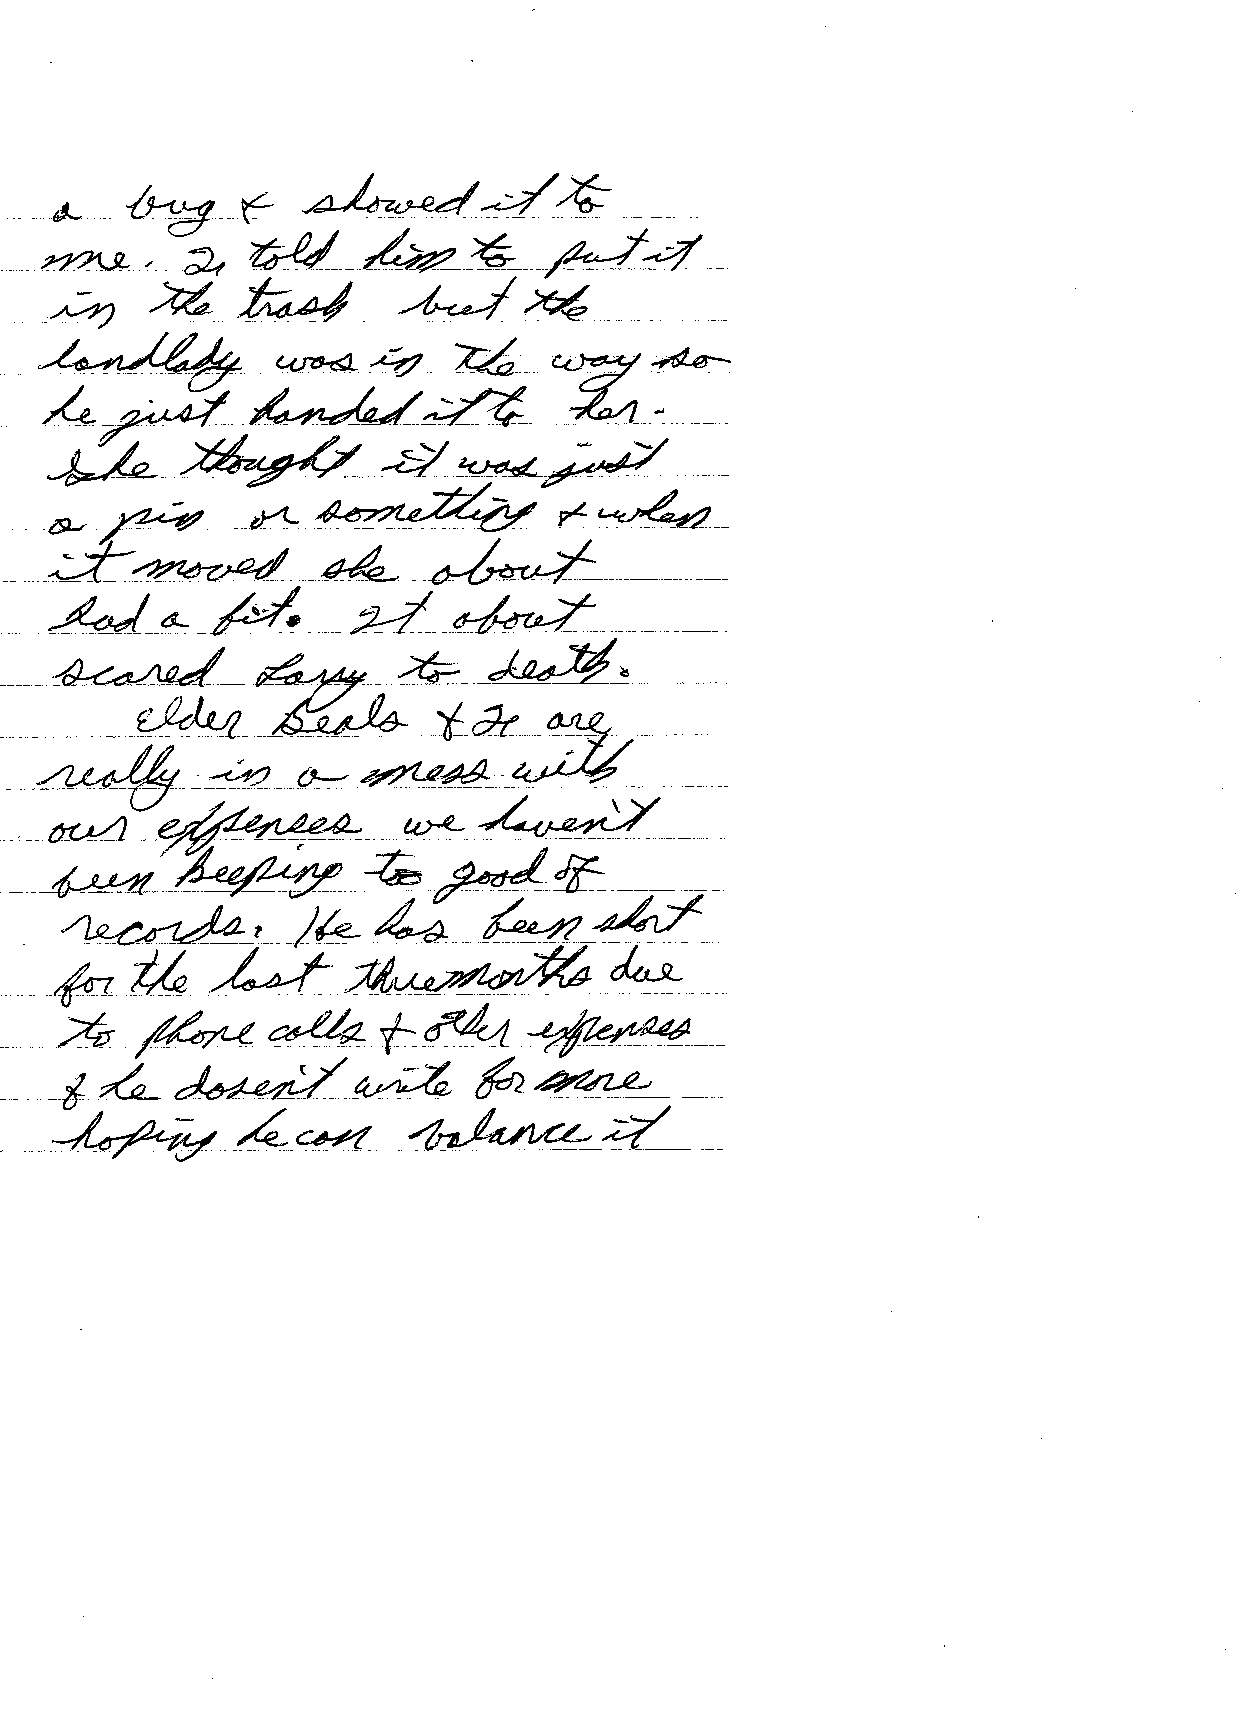 a bug & showed it to
me. I told him to put it
in the trash but the
landlady was in the way so
he just handed it to her.
She thought it was just
a pin or something & when
it moved she about
had a fit. It about
scared Larry to death.
Elder Seals & I are
really in a mess with
our expenses we haven't
been keeping to good of
records. He has been short
for the last three months due
to phone calls & other expenses
& he dosen't write for more
hoping he can balance it